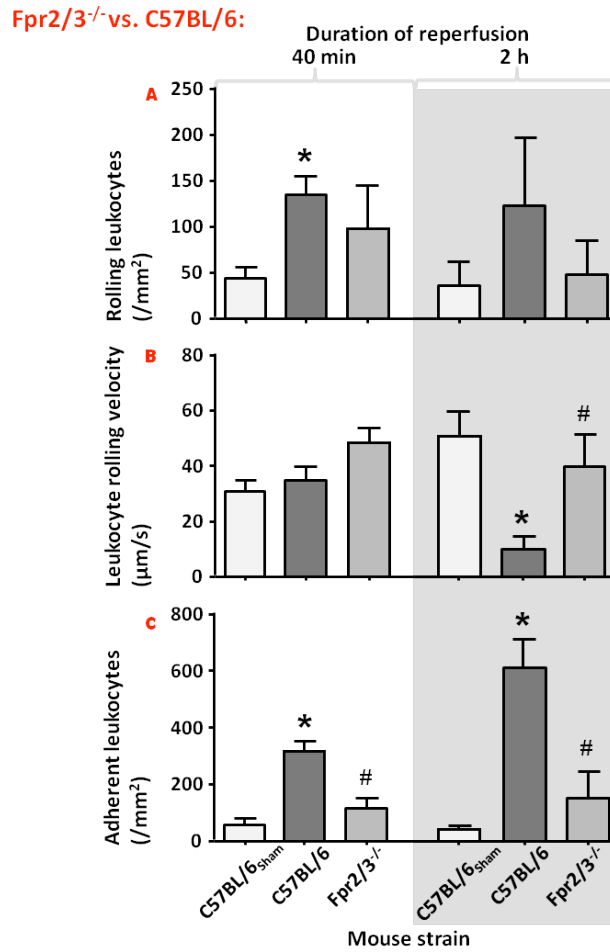 Fpr2/3-/- vs. C57BL/6:
Duration of reperfusion
40 min
2 h
A
250
200
150
100
50
0
Rolling leukocytes
(/mm²)
*
B
80
60
40
20
0
Leukocyte rolling velocity
(µm/s)
*
#
C
800
600
400
200
0
Adherent leukocytes
(/mm²)
*
#
*
#
C57BL/6Sham
C57BL/6
Fpr2/3-/-
C57BL/6Sham
C57BL/6
Fpr2/3-/-
Mouse strain